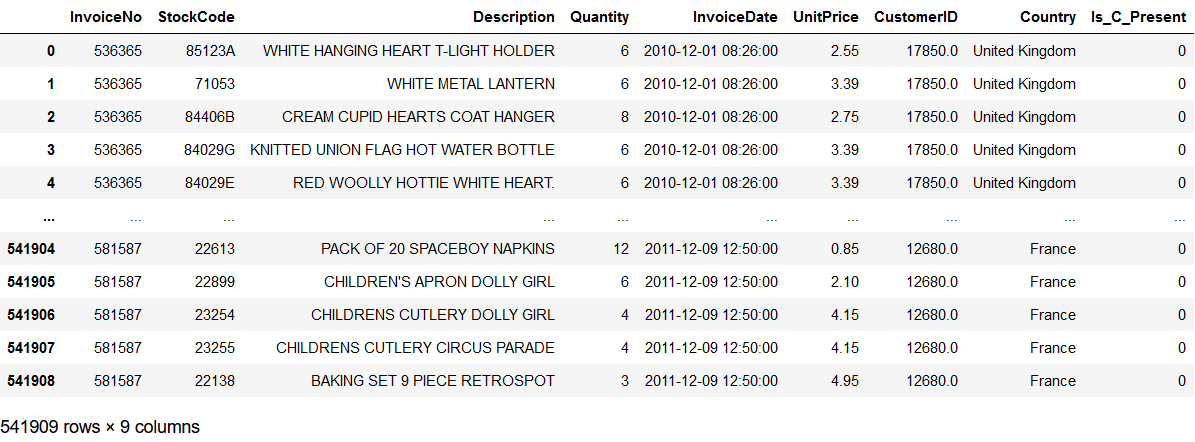 InvoiceNo StockCode Description Quantity InvoiceDate UnitPrice CustomerID Country Is_C_Present
0 536365 85123A WHITE HANGING HEART T-LIGHT HOLDER 6 2010-12-01 08:26:00 2.55 17850.0 United Kingdom 0
1 536365 71053 WHITE METAL LANTERN 6 2010-12-01 08:26:00 3.39 17850.0 United Kingdom 0
2 536365 84406B CREAM CUPID HEARTS COAT HANGER 8 2010-12-01 08:26:00 2.75 17850.0 United Kingdom 0
3 536365 84029G KNITTED UNION FLAG HOT WATER BOTTLE 6 2010-12-01 08:26:00 3.39 17850.0 United Kingdom 0
4 536365 84029E RED WOOLLY HOTTIE WHITE HEART. 6 2010-12-01 08:26:00 3.39 17850.0 United Kingdom 0
... ... ... ... ... ... ... ... ... ...
541904 581587 22613 PACK OF 20 SPACEBOY NAPKINS 12 2011-12-09 12:50:00 0.85 12680.0 France 0
541905 581587 22899 CHILDREN'S APRON DOLLY GIRL 6 2011-12-09 12:50:00 2.10 12680.0 France 0
541906 581587 23254 CHILDRENS CUTLERY DOLLY GIRL 4 2011-12-09 12:50:00 4.15 12680.0 France 0
541907 581587 23255 CHILDRENS CUTLERY CIRCUS PARADE 4 2011-12-09 12:50:00 4.15 12680.0 France 0
541908 581587 22138 BAKING SET 9 PIECE RETROSPOT 3 2011-12-09 12:50:00 4.95 12680.0 France 0
541909 rows × 9 columns